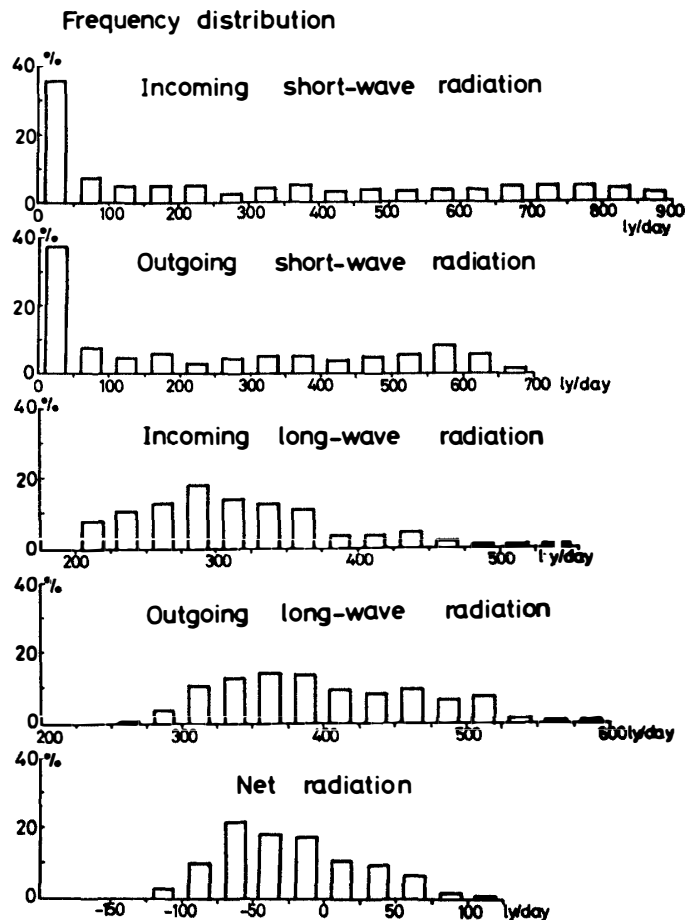 Frequency distribution
40 %
Incoming short-wave radiation
20
0
0 100 200 300 400 500 600 700 800 900
ly/day
40 %
Outgoing short-wave radiation
20
0
0 100 200 300 400 500 600 700 ly/day
40 %
Incoming long-wave radiation
20
0
200 300 400 500 ly/day
40 %
Outgoing long-wave radiation
20
0
200 300 400 500 600 ly/day
40 %
Net radiation
20
0
-150 -100 -50 0 50 100 ly/day